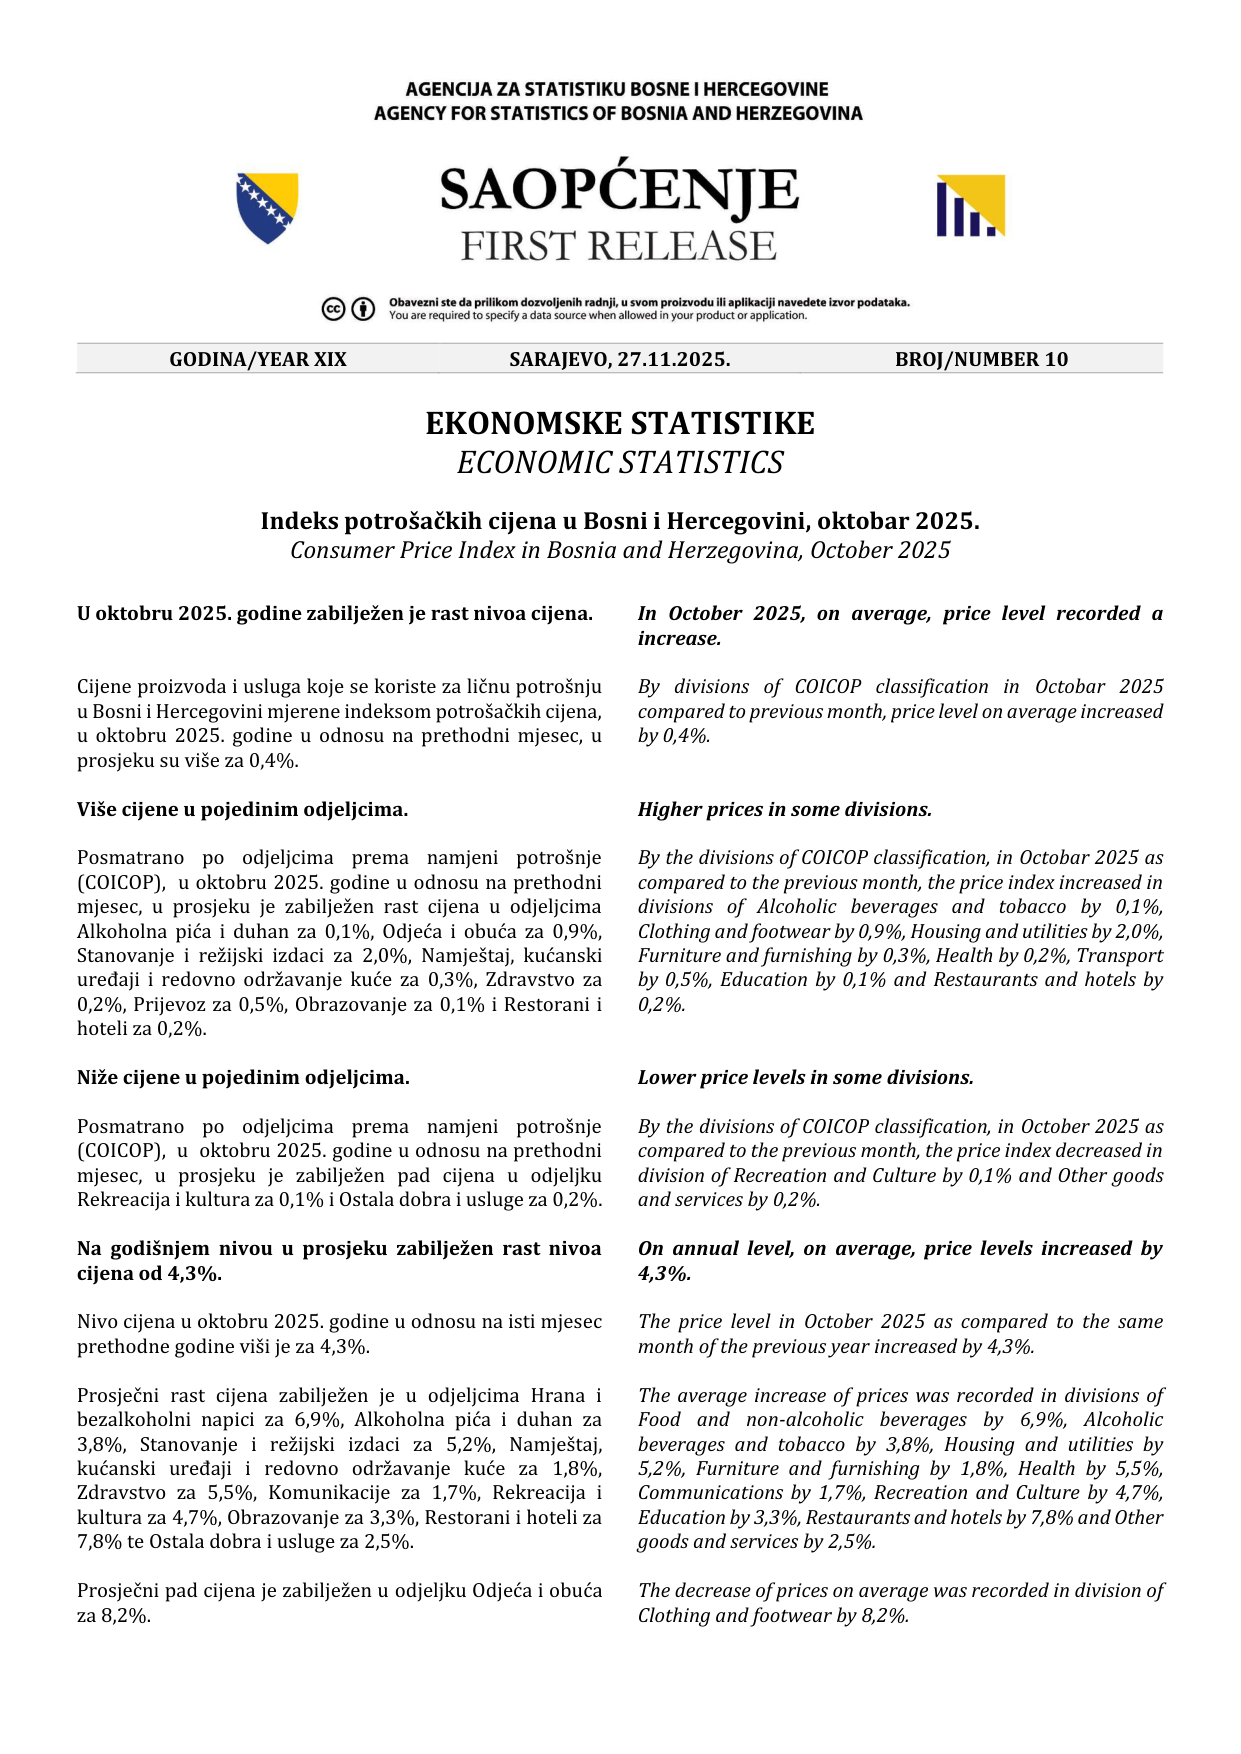 AGENCIJA ZA STATISTIKU BOSNE I HERCEGOVINE
AGENCY FOR STATISTICS OF BOSNIA AND HERZEGOVINA
SAOPĆENJE
FIRST RELEASE
cc
Obavezni ste da prilikom dozvoljenih radnji, u svom proizvodu ili aplikaciji navedete izvor podataka.
You are required to specify a data source when allowed in your product or application.
GODINA/YEAR XIX SARAJEVO, 27.11.2025. BROJ/NUMBER 10
EKONOMSKE STATISTIKE
ECONOMIC STATISTICS
Indeks potrošačkih cijena u Bosni i Hercegovini, oktobar 2025.
Consumer Price Index in Bosnia and Herzegovina, October 2025
U oktobru 2025. godine zabilježen je rast nivoa cijena.
Cijene proizvoda i usluga koje se koriste za ličnu potrošnju
u Bosni i Hercegovini mjerene indeksom potrošačkih cijena,
u oktobru 2025. godine u odnosu na prethodni mjesec, u
prosjeku su više za 0,4%.
Više cijene u pojedinim odjeljcima.
Posmatrano po odjeljcima prema namjeni potrošnje
(COICOP), u oktobru 2025. godine u odnosu na prethodni
mjesec, u prosjeku je zabilježen rast cijena u odjeljcima
Alkoholna pića i duhan za 0,1%, Odjeća i obuća za 0,9%,
Stanovanje i režijski izdaci za 2,0%, Namještaj, kućanski
uređaji i redovno održavanje kuće za 0,3%, Zdravstvo za
0,2%, Prijevoz za 0,5%, Obrazovanje za 0,1% i Restorani i
hoteli za 0,2%.
Niže cijene u pojedinim odjeljcima.
Posmatrano po odjeljcima prema namjeni potrošnje
(COICOP), u oktobru 2025. godine u odnosu na prethodni
mjesec, u prosjeku je zabilježen pad cijena u odjeljku
Rekreacija i kultura za 0,1% i Ostala dobra i usluge za 0,2%.
Na godišnjem nivou u prosjeku zabilježen rast nivoa
cijena od 4,3%.
Nivo cijena u oktobru 2025. godine u odnosu na isti mjesec
prethodne godine viši je za 4,3%.
Prosječni rast cijena zabilježen je u odjeljcima Hrana i
bezalkoholni napici za 6,9%, Alkoholna pića i duhan za
3,8%, Stanovanje i režijski izdaci za 5,2%, Namještaj,
kućanski uređaji i redovno održavanje kuće za 1,8%,
Zdravstvo za 5,5%, Komunikacije za 1,7%, Rekreacija i
kultura za 4,7%, Obrazovanje za 3,3%, Restorani i hoteli za
7,8% te Ostala dobra i usluge za 2,5%.
Prosječni pad cijena je zabilježen u odjeljku Odjeća i obuća
za 8,2%.
In October 2025, on average, price level recorded a
increase.
By divisions of COICOP classification in Octobar 2025
compared to previous month, price level on average increased
by 0,4%.
Higher prices in some divisions.
By the divisions of COICOP classification, in Octobar 2025 as
compared to the previous month, the price index increased in
divisions of Alcoholic beverages and tobacco by 0,1%,
Clothing and footwear by 0,9%, Housing and utilities by 2,0%,
Furniture and furnishing by 0,3%, Health by 0,2%, Transport
by 0,5%, Education by 0,1% and Restaurants and hotels by
0,2%.
Lower price levels in some divisions.
By the divisions of COICOP classification, in October 2025 as
compared to the previous month, the price index decreased in
division of Recreation and Culture by 0,1% and Other goods
and services by 0,2%.
On annual level, on average, price levels increased by
4,3%.
The price level in October 2025 as compared to the same
month of the previous year increased by 4,3%.
The average increase of prices was recorded in divisions of
Food and non-alcoholic beverages by 6,9%, Alcoholic
beverages and tobacco by 3,8%, Housing and utilities by
5,2%, Furniture and furnishing by 1,8%, Health by 5,5%,
Communications by 1,7%, Recreation and Culture by 4,7%,
Education by 3,3%, Restaurants and hotels by 7,8% and Other
goods and services by 2,5%.
The decrease of prices on average was recorded in division of
Clothing and footwear by 8,2%.